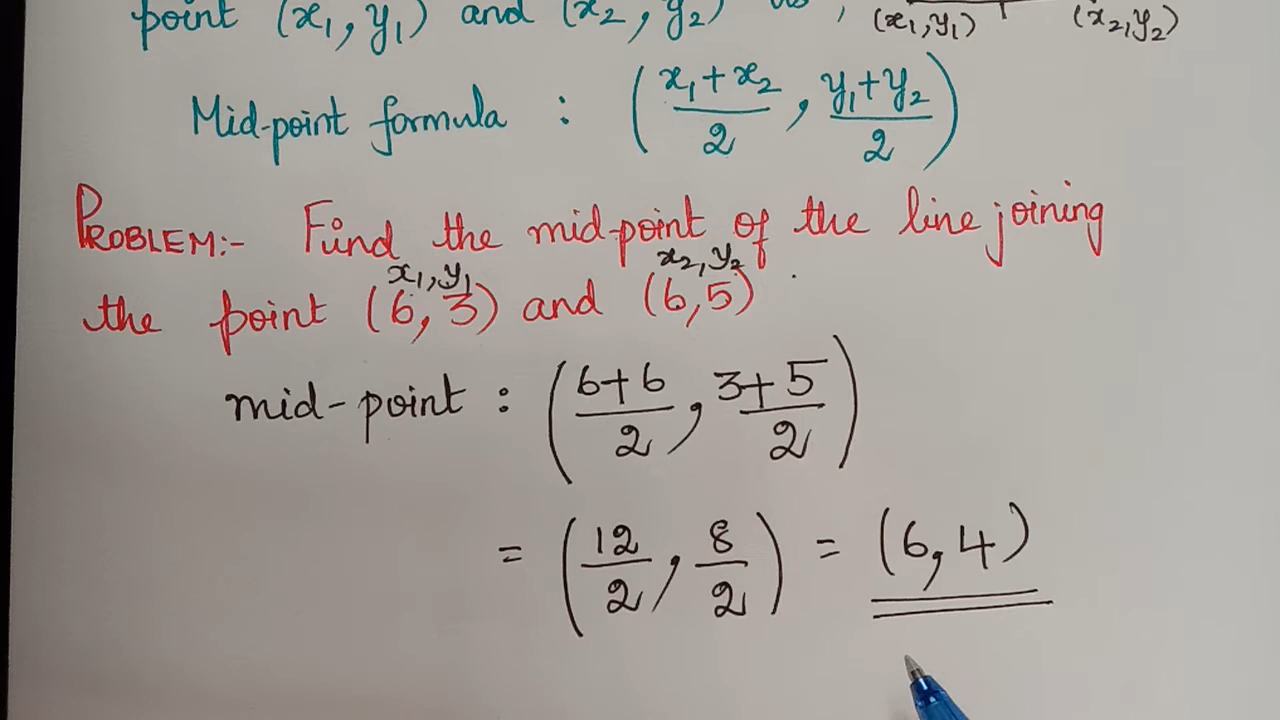 point (x₁, y₁) and (x₂, y₂) is,
(x₁,y₁) (x₂,y₂)
Mid-point formula : ((x₁+x₂)/2, (y₁+y₂)/2)
PROBLEM:- Find the mid-point of the line joining
x₁,y₁ x₂,y₂
the point (6, 3) and (6,5)
mid-point : ((6+6)/2, (3+5)/2)
= (12/2, 8/2) = (6,4)